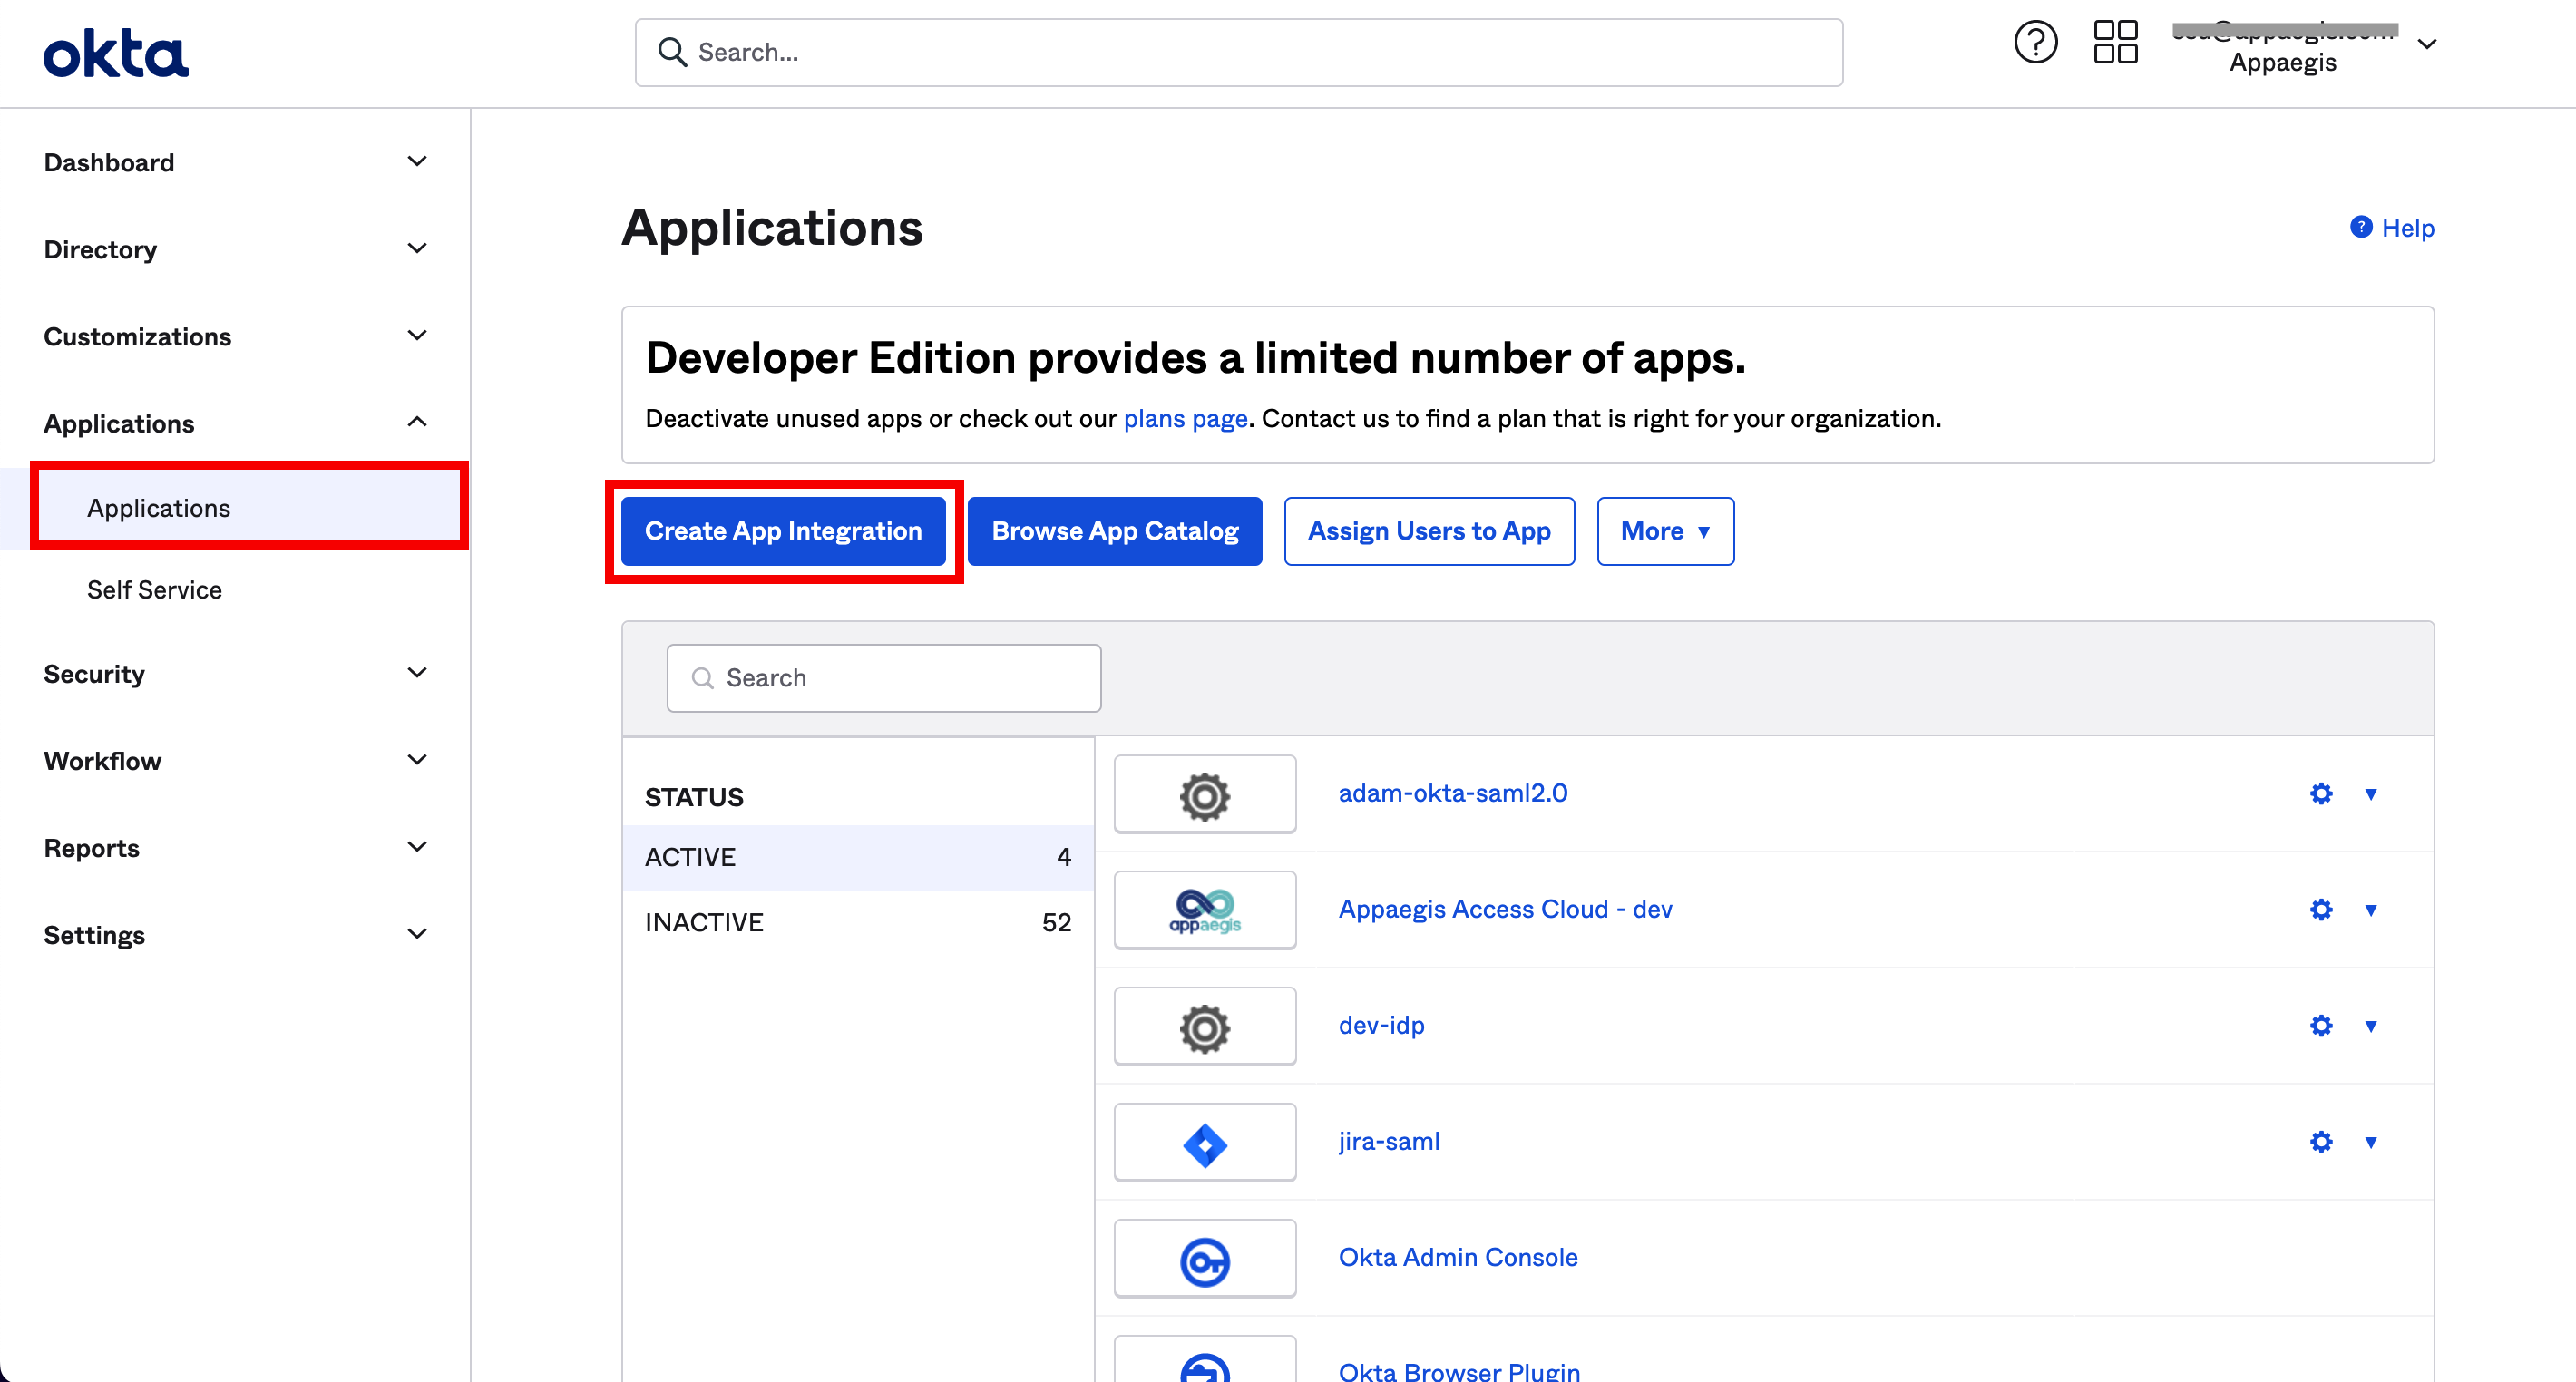 okta
Search...
Appaegis
Dashboard
Directory
Customizations
Applications
Applications
Self Service
Security
Workflow
Reports
Settings
Applications
? Help
Developer Edition provides a limited number of apps.
Deactivate unused apps or check out our plans page. Contact us to find a plan that is right for your organization.
Create App Integration
Browse App Catalog
Assign Users to App
More
Search
STATUS
ACTIVE 4
INACTIVE 52
adam-okta-saml2.0
appaegis
Appaegis Access Cloud - dev
dev-idp
jira-saml
Okta Admin Console
Okta Browser Plugin